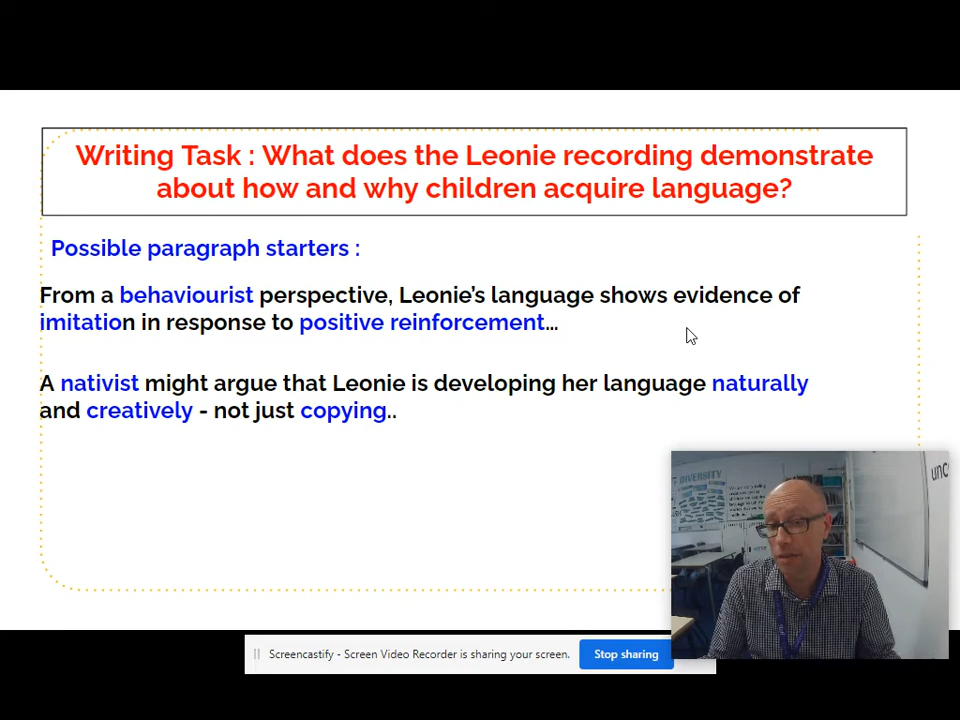 Writing Task : What does the Leonie recording demonstrate
about how and why children acquire language?
Possible paragraph starters :
From a behaviourist perspective, Leonie's language shows evidence of
imitation in response to positive reinforcement...
A nativist might argue that Leonie is developing her language naturally
and creatively - not just copying..
DIVERSITY
unc
Screencastify - Screen Video Recorder is sharing your screen.
Stop sharing